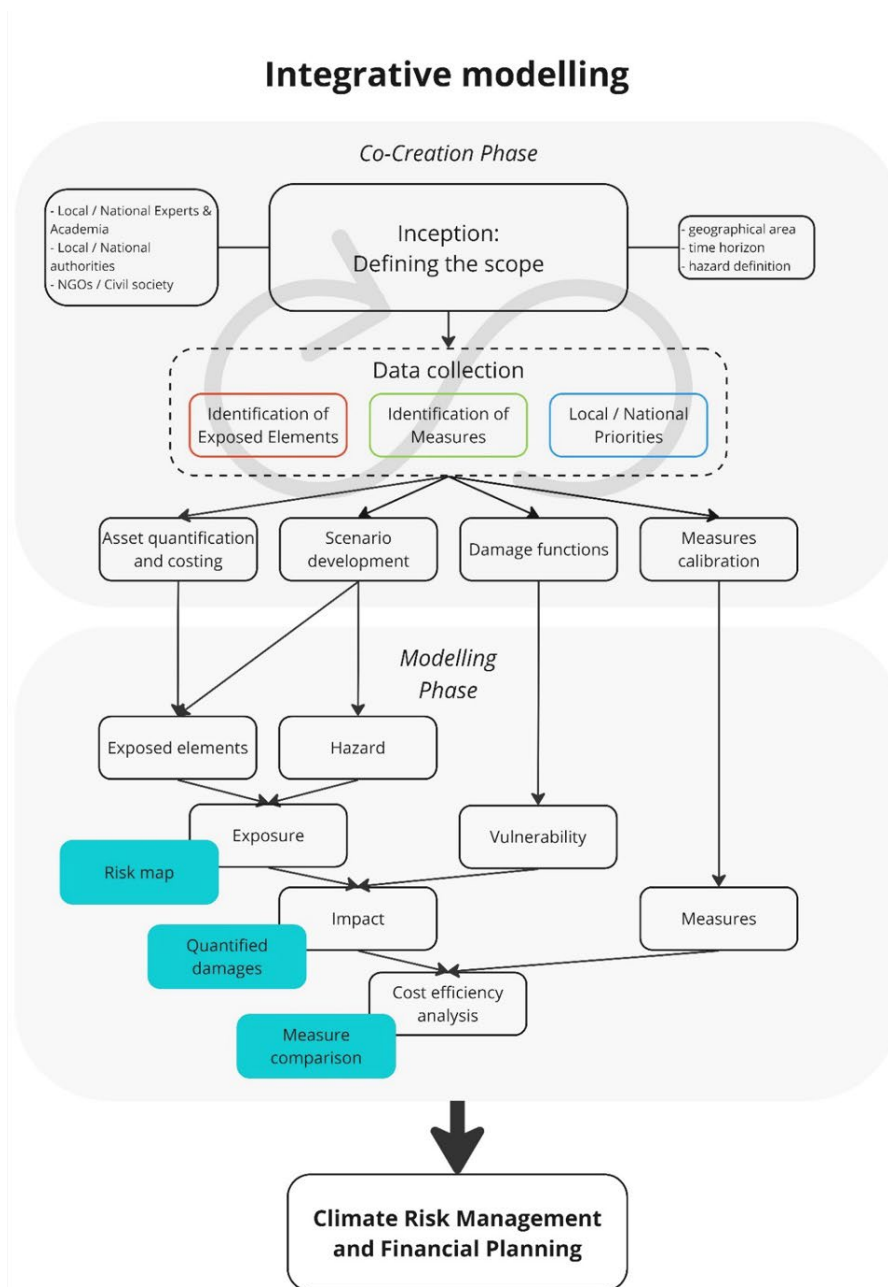 Integrative modelling
Co-Creation Phase
- Local / National Experts &
Academia
- Local / National
authorities
- NGOs / Civil society
Inception:
Defining the scope
- geographical area
- time horizon
- hazard definition
Data collection
Identification of
Exposed Elements
Identification of
Measures
Local / National
Priorities
Asset quantification
and costing
Scenario
development
Damage functions
Measures
calibration
Modelling
Phase
Exposed elements
Hazard
Exposure
Vulnerability
Risk map
Impact
Measures
Quantified
damages
Cost efficiency
analysis
Measure
comparison
Climate Risk Management
and Financial Planning